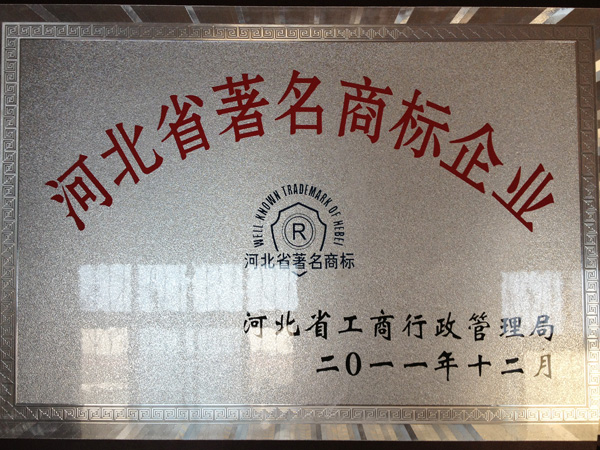 河北省著名商标企业
WELL-KNOWN TRADEMARK OF HEBEI
R
河北省著名商标
河北省工商行政管理局
二0一一年十二月